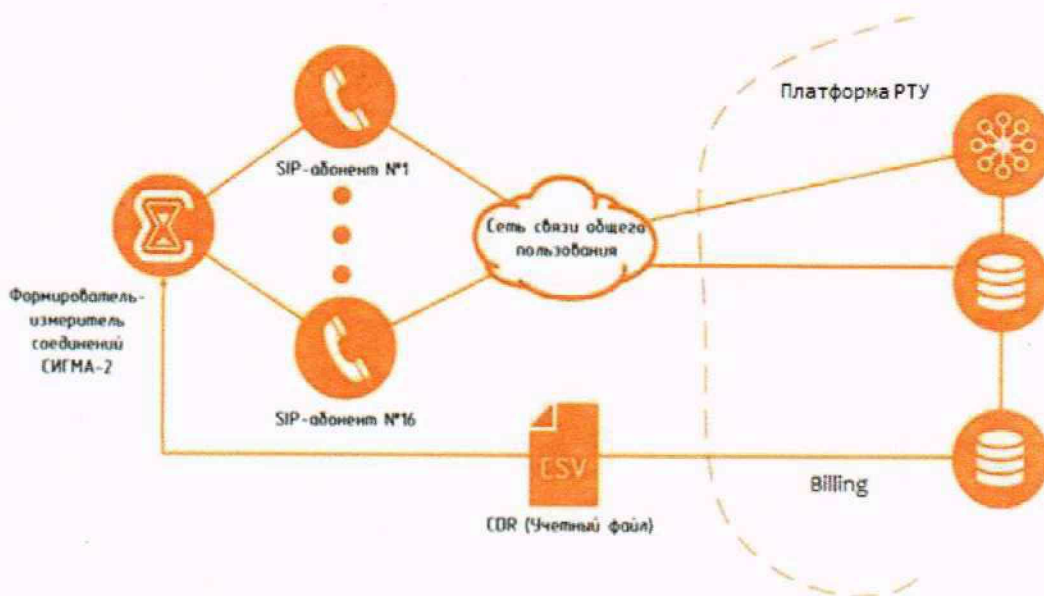 Платформа РТУ
SIP-абонент №1
Сеть связи общего
пользования
Формирователь-
измеритель
соединений
СИГМА-2
SIP-абонент №16
CSV
Billing
CDR (Учетный файл)